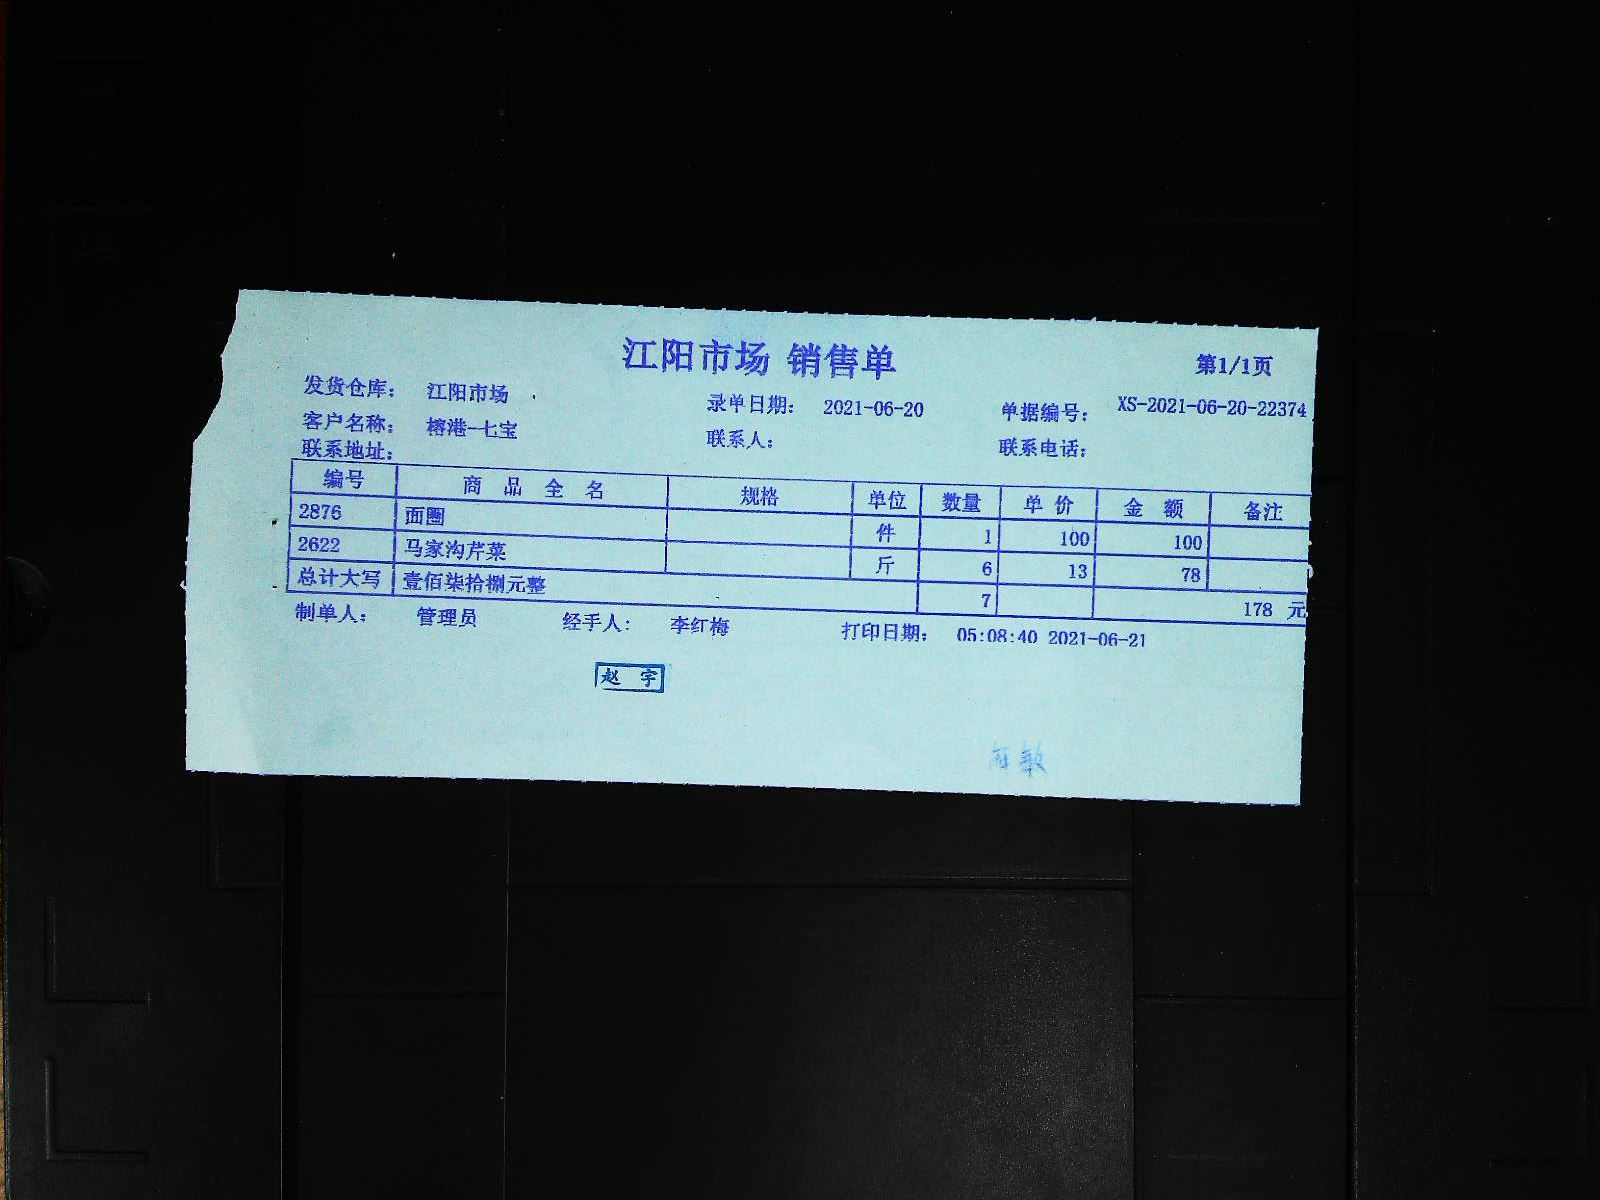 江阳市场 销售单
第1/1页
发货仓库： 江阳市场 录单日期： 2021-06-20 单据编号： XS-2021-06-20-22374
客户名称： 榕港-七宝 联系人： 联系电话：
联系地址：
编号 商品全名 规格 单位 数量 单价 金额 备注
2876 面圈 件 1 100 100
2622 马家沟芹菜 斤 6 13 78
总计大写 壹佰柒拾捌元整 7 178 元
制单人： 管理员 经手人： 李红梅 打印日期： 05:08:40 2021-06-21
赵宇